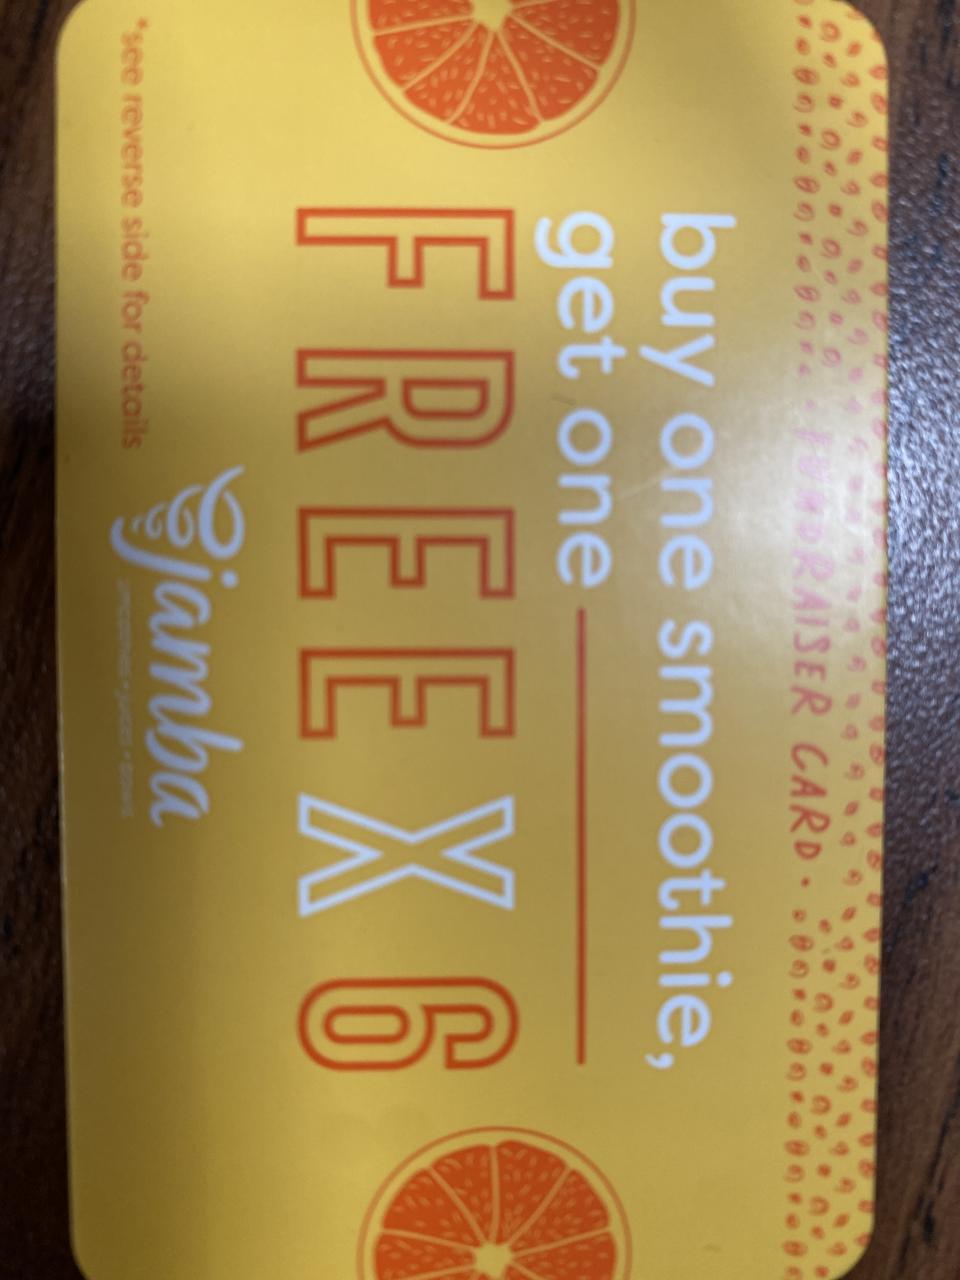 • FUNDRAISER CARD •
buy one smoothie,
get one
FREE X 6
jamba
*see reverse side for details